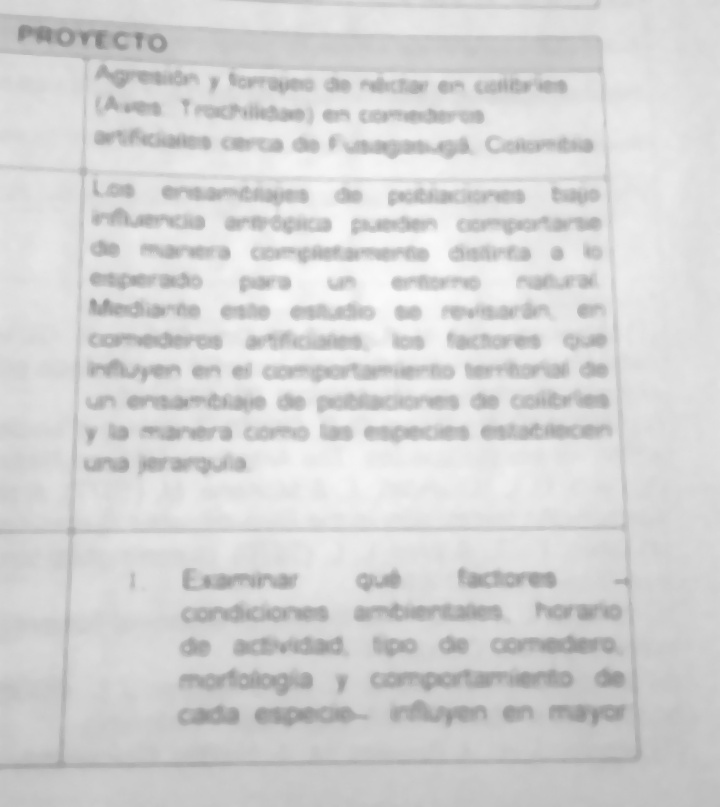 PROYECTO
Agresión y forrajeo de néctar en colibríes
(Aves: Trochilidae) en comederos
artificiales cerca de Fusagasugá, Colombia
Los ensamblajes de poblaciones bajo
influencia antrópica pueden comportarse
de manera completamente distinta a lo
esperado para un entorno natural.
Mediante este estudio se revisarán, en
comederos artificiales, los factores que
influyen en el comportamiento territorial de
un ensamblaje de poblaciones de colibríes
y la manera como las especies establecen
una jerarquía.
1. Examinar qué factores –
condiciones ambientales, horario
de actividad, tipo de comedero,
morfología y comportamiento de
cada especie– influyen en mayor